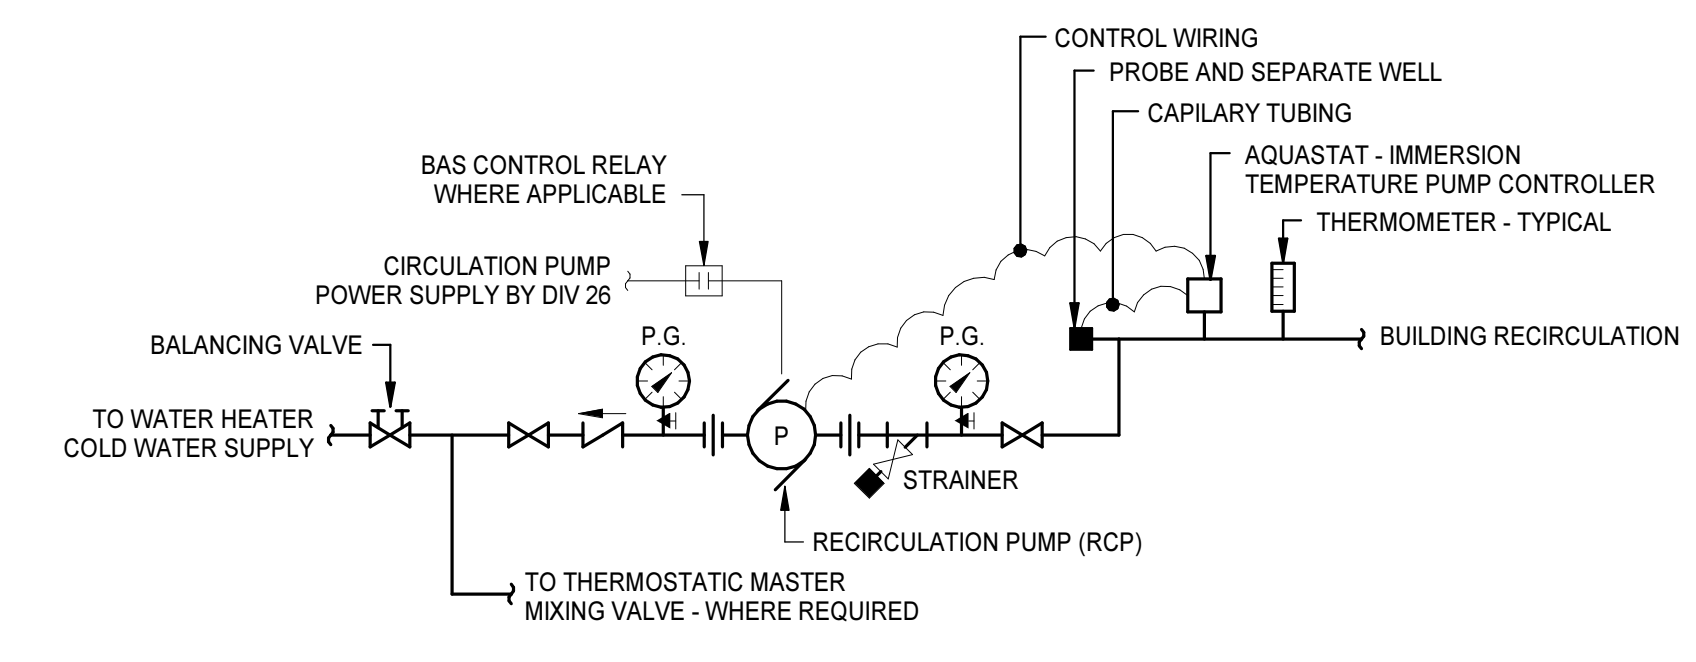 CONTROL WIRING
PROBE AND SEPARATE WELL
CAPILARY TUBING
AQUASTAT - IMMERSION
TEMPERATURE PUMP CONTROLLER
BAS CONTROL RELAY
WHERE APPLICABLE
THERMOMETER - TYPICAL
CIRCULATION PUMP
POWER SUPPLY BY DIV 26
BALANCING VALVE
P.G.
P.G.
BUILDING RECIRCULATION
TO WATER HEATER
COLD WATER SUPPLY
P
STRAINER
RECIRCULATION PUMP (RCP)
TO THERMOSTATIC MASTER
MIXING VALVE - WHERE REQUIRED